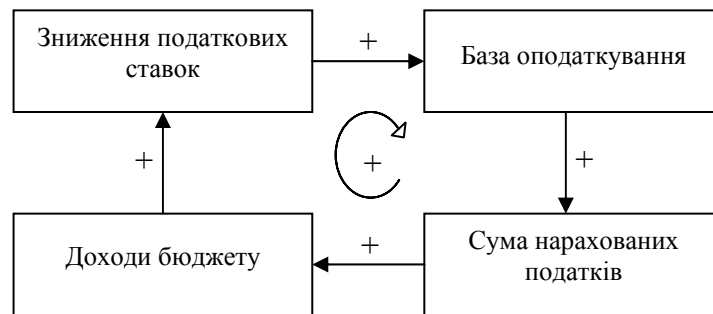 Зниження податкових
ставок
+
База оподаткування
+
+
+
Доходи бюджету
+
Сума нарахованих
податків